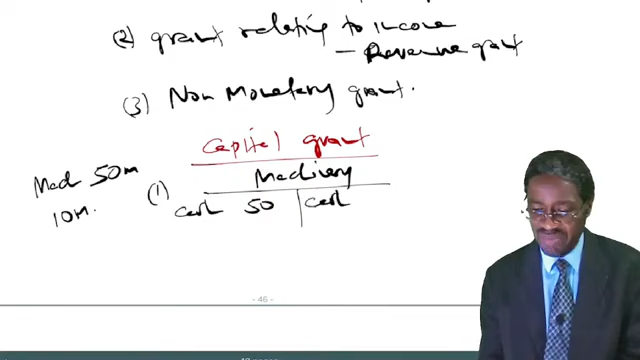 (2) grant relating to income
- Revenue grant
(3) Non Monetary grant.
Capital grant
Mach 50m
10m.
(1) Machinery
Cash 50 Cash
- 46 -